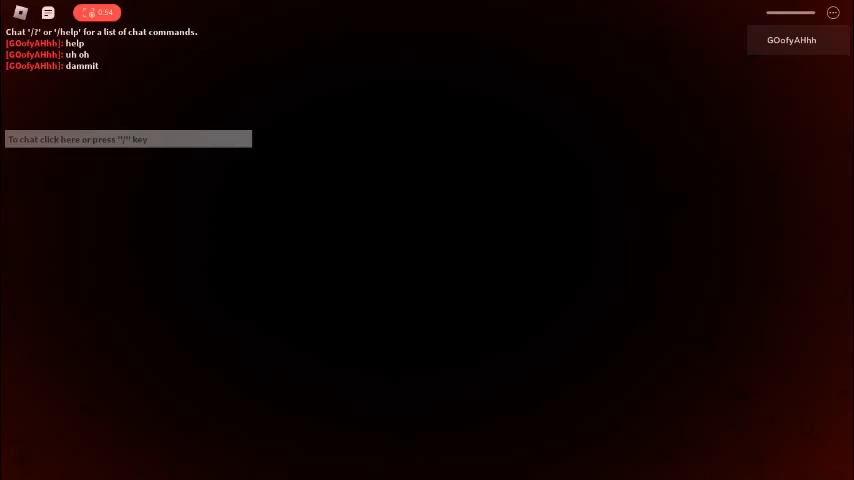 0:54
Chat '/?' or '/help' for a list of chat commands.
[GOofyAHhh]: help
[GOofyAHhh]: uh oh
[GOofyAHhh]: dammit
GOofyAHhh
To chat click here or press "/" key